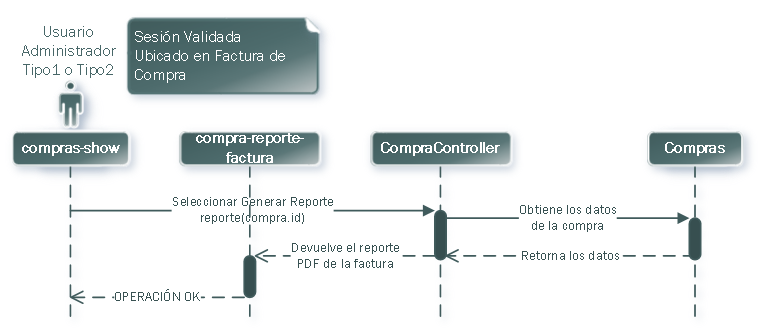 Usuario
Administrador
Tipo1 o Tipo2
Sesión Validada
Ubicado en Factura de
Compra
compras-show
compra-reporte-
factura
CompraController
Compras
Seleccionar Generar Reporte
reporte(compra.id)
Obtiene los datos
de la compra
Devuelve el reporte
PDF de la factura
Retorna los datos
OPERACIÓN OK